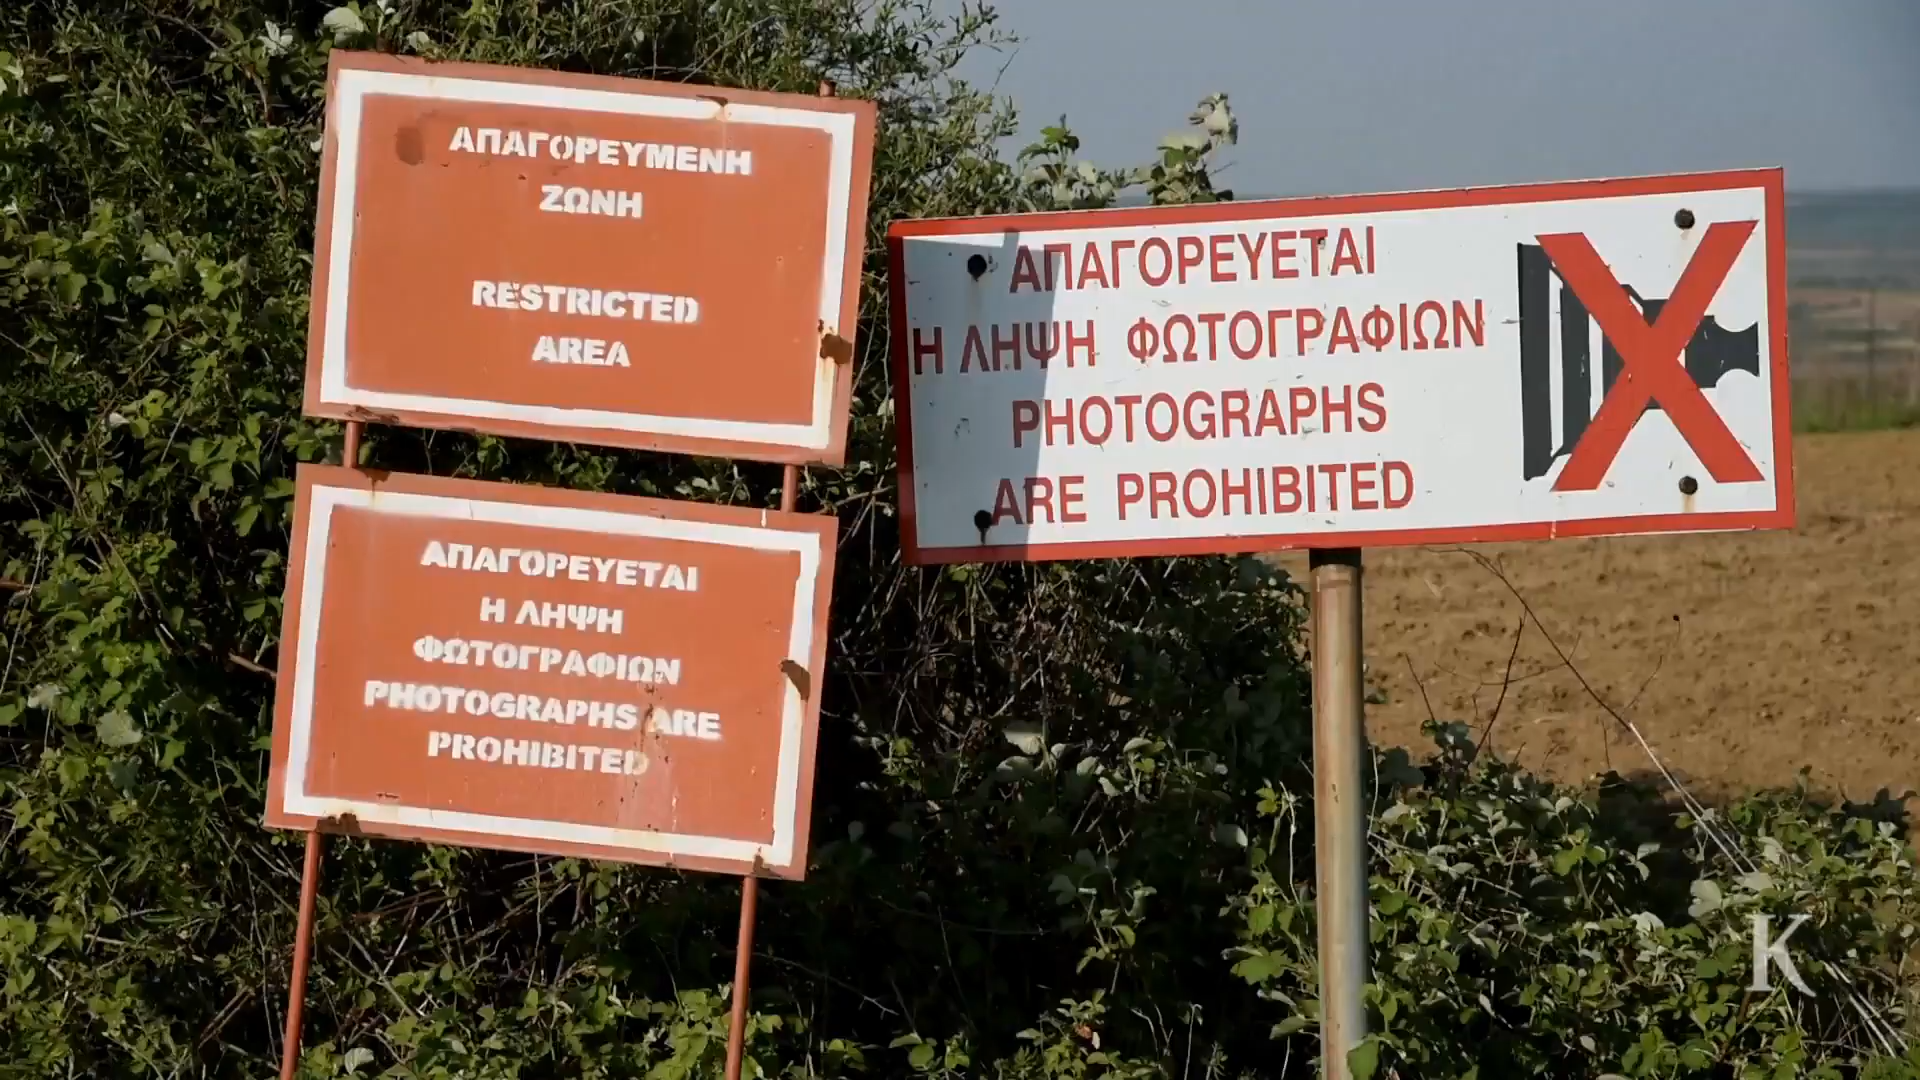 ΑΠΑΓΟΡΕΥΜΕΝΗ
ΖΩΝΗ
RESTRICTED
AREA
ΑΠΑΓΟΡΕΥΕΤΑΙ
Η ΛΗΨΗ
ΦΩΤΟΓΡΑΦΙΩΝ
PHOTOGRAPHS ARE
PROHIBITED
ΑΠΑΓΟΡΕΥΕΤΑΙ
Η ΛΗΨΗ ΦΩΤΟΓΡΑΦΙΩΝ
PHOTOGRAPHS
ARE PROHIBITED
K